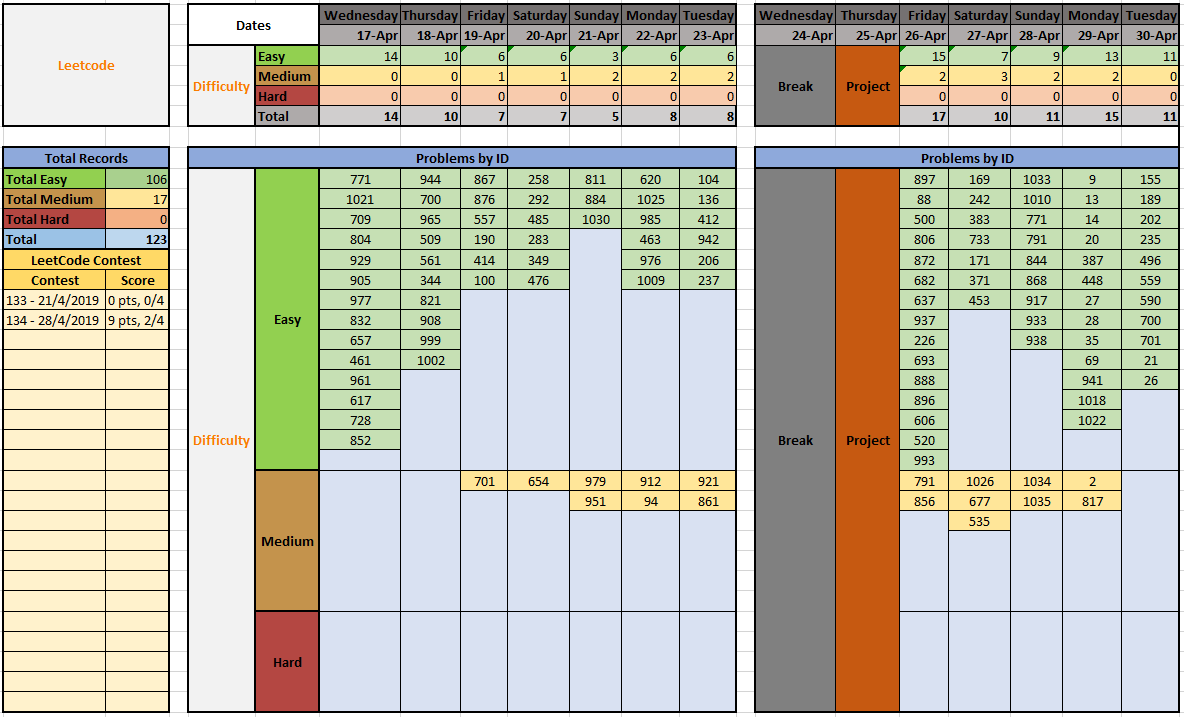 Leetcode
Dates Wednesday Thursday Friday Saturday Sunday Monday Tuesday Wednesday Thursday Friday Saturday Sunday Monday Tuesday
17-Apr 18-Apr 19-Apr 20-Apr 21-Apr 22-Apr 23-Apr 24-Apr 25-Apr 26-Apr 27-Apr 28-Apr 29-Apr 30-Apr
Difficulty Break Project
Easy 14 10 6 6 3 6 6 15 7 9 13 11
Medium 0 0 1 1 2 2 2 2 3 2 2 0
Hard 0 0 0 0 0 0 0 0 0 0 0 0
Total 14 10 7 7 5 8 8 17 10 11 15 11
Total Records
Total Easy 106
Total Medium 17
Total Hard 0
Total 123
LeetCode Contest
Contest Score
133 - 21/4/2019 0 pts, 0/4
134 - 28/4/2019 9 pts, 2/4
Problems by ID
Difficulty
Easy
771 944 867 258 811 620 104
1021 700 876 292 884 1025 136
709 965 557 485 1030 985 412
804 509 190 283 463 942
929 561 414 349 976 206
905 344 100 476 1009 237
977 821
832 908
657 999
461 1002
961
617
728
852
Medium
701 654 979 912 921
951 94 861
Hard
Problems by ID
Break Project
897 169 1033 9 155
88 242 1010 13 189
500 383 771 14 202
806 733 791 20 235
872 171 844 387 496
682 371 868 448 559
637 453 917 27 590
937 933 28 700
226 938 35 701
693 69 21
888 941 26
896 1018
606 1022
520
993
791 1026 1034 2
856 677 1035 817
535